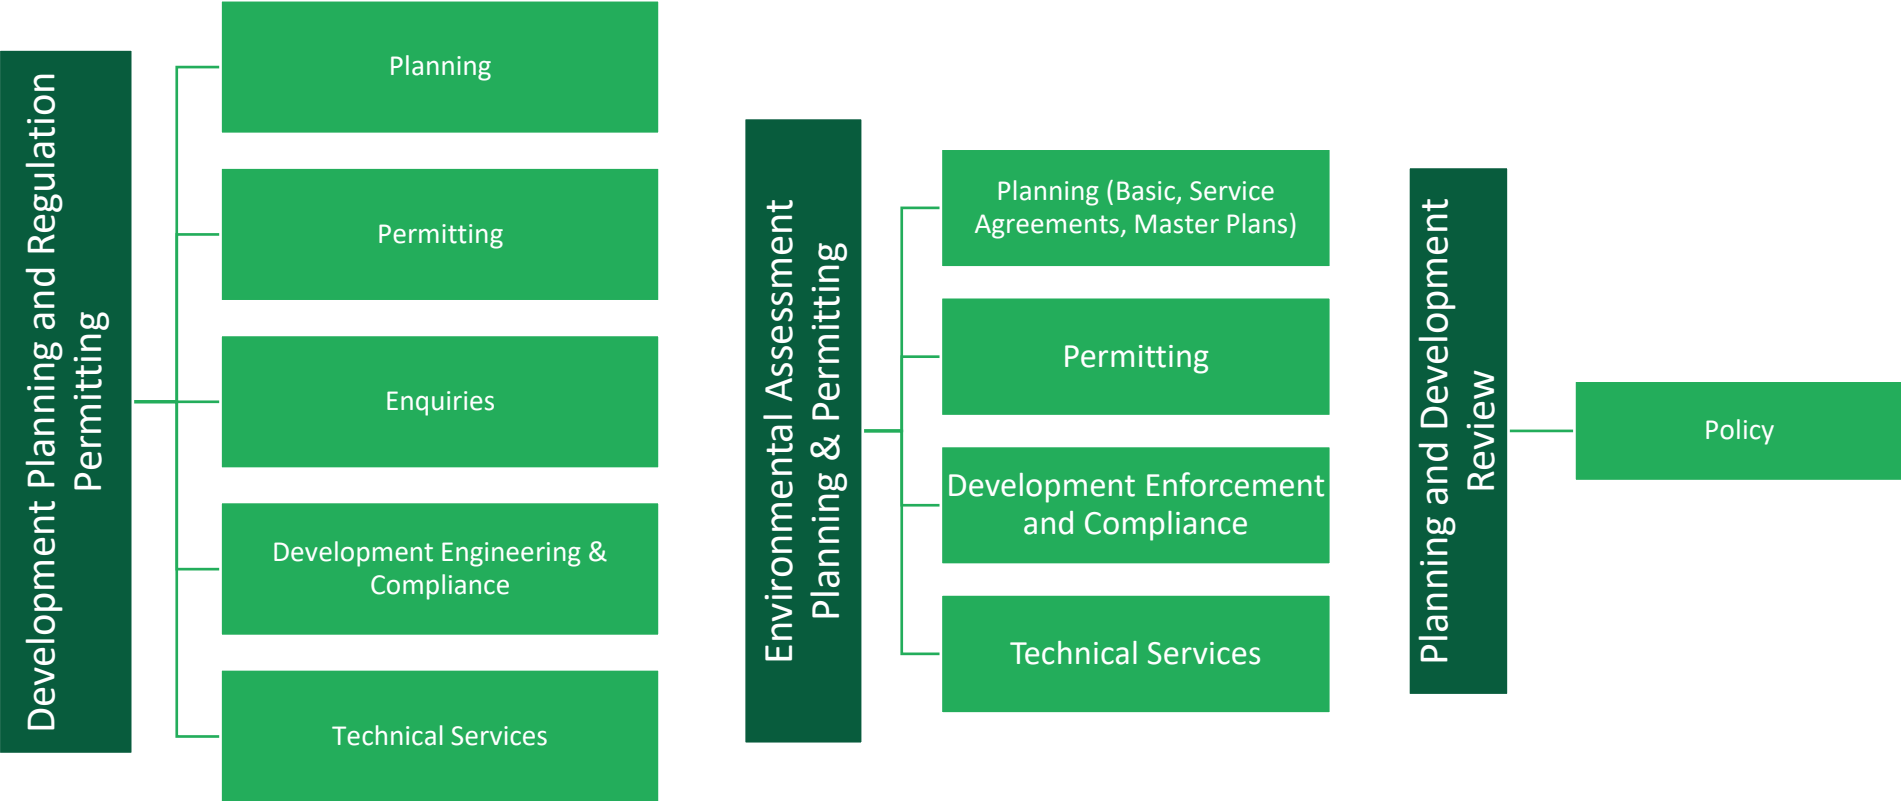 Development Planning and Regulation
Permitting
Planning
Permitting
Enquiries
Development Engineering &
Compliance
Technical Services
Environmental Assessment
Planning & Permitting
Planning (Basic, Service
Agreements, Master Plans)
Permitting
Development Enforcement
and Compliance
Technical Services
Planning and Development
Review
Policy